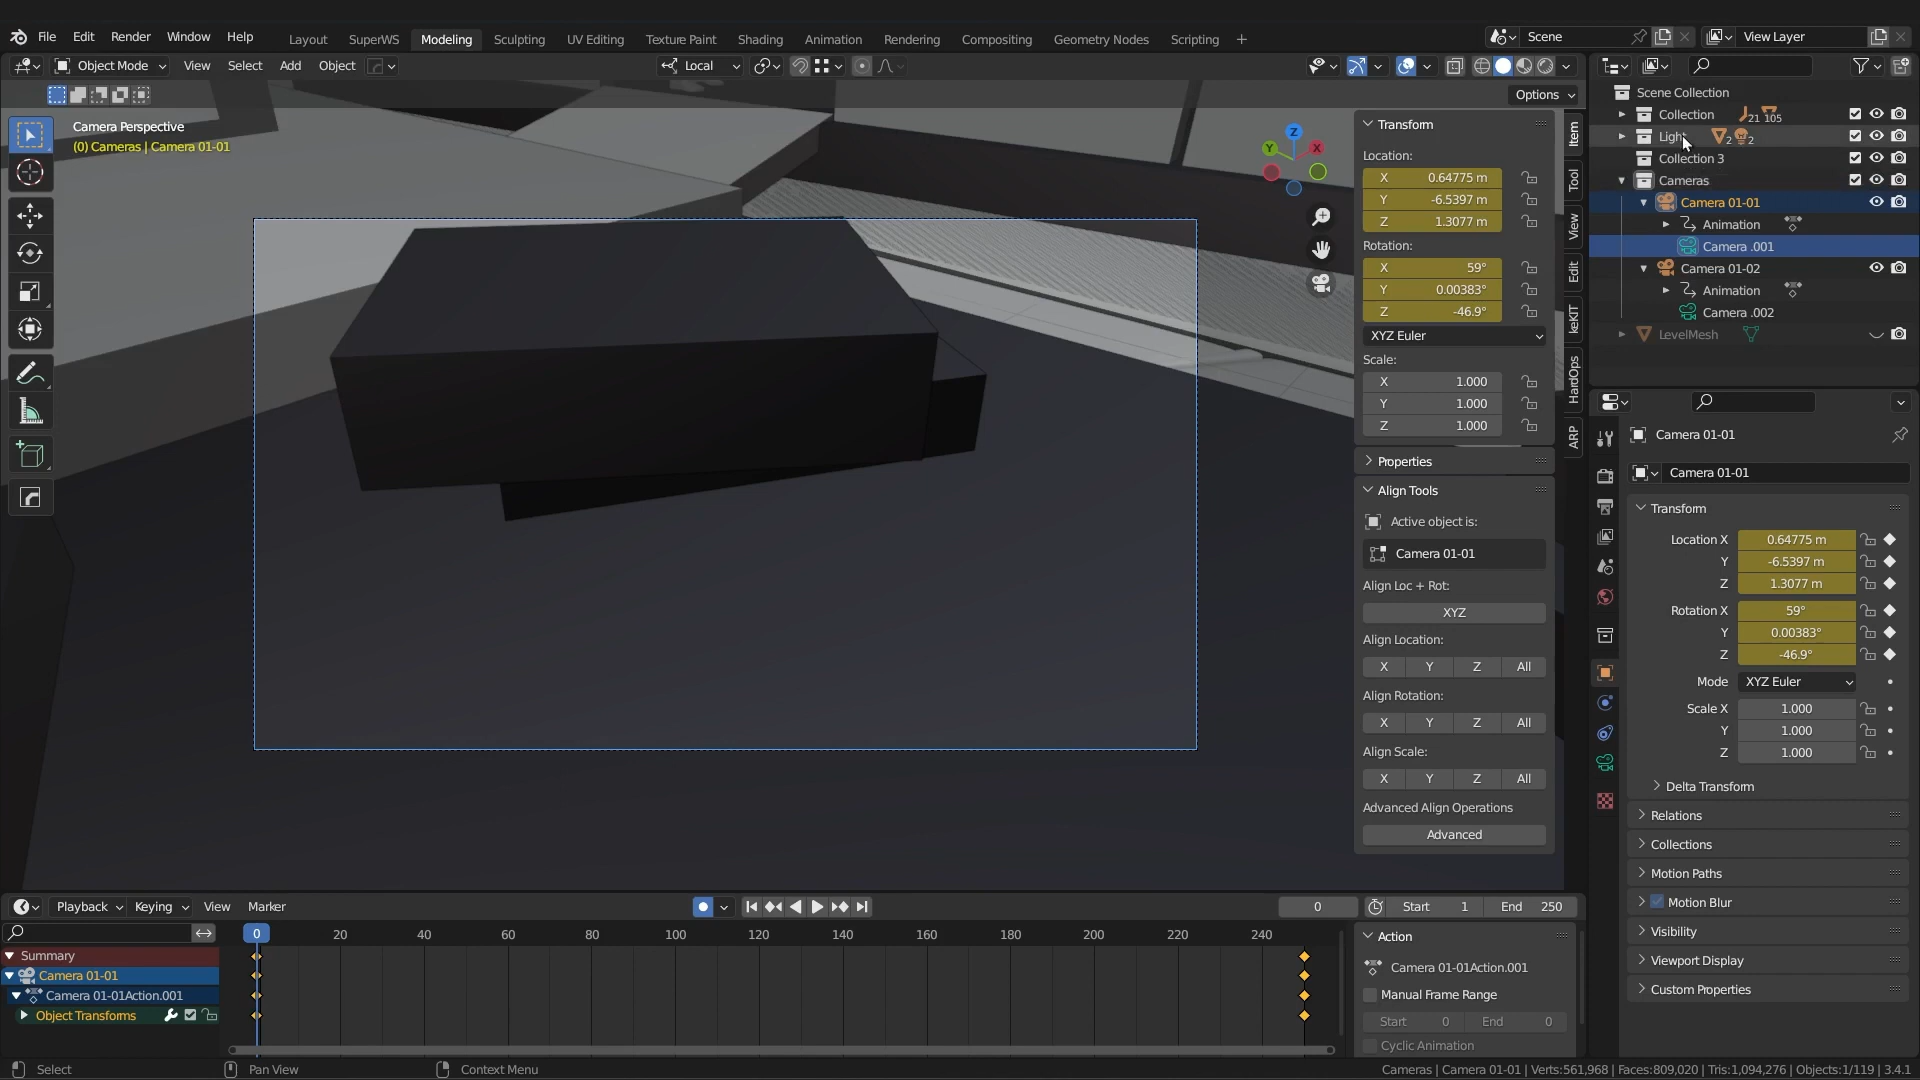 File Edit Render Window Help
Layout SuperWS Modeling Sculpting UV Editing Texture Paint Shading Animation Rendering Compositing Geometry Nodes Scripting
Scene
View Layer
Object Mode View Select Add Object
Local
Options
Camera Perspective
(0) Cameras | Camera 01-01
Z
Y
X
Transform
Location:
X 0.64775 m
Y -6.5397 m
Z 1.3077 m
Rotation:
X 59°
Y 0.00383°
Z -46.9°
XYZ Euler
Scale:
X 1.000
Y 1.000
Z 1.000
Properties
Align Tools
Active object is:
Camera 01-01
Align Loc + Rot:
XYZ
Align Location:
X Y Z All
Align Rotation:
X Y Z All
Align Scale:
X Y Z All
Advanced Align Operations
Advanced
Item
Tool
View
Edit
keKIT
HardOps
ARP
Scene Collection
Collection 21 105
Light 2 2
Collection 3
Cameras
Camera 01-01
Animation
Camera .001
Camera 01-02
Animation
Camera .002
LevelMesh
Camera 01-01
Camera 01-01
Transform
Location X 0.64775 m
Y -6.5397 m
Z 1.3077 m
Rotation X 59°
Y 0.00383°
Z -46.9°
Mode XYZ Euler
Scale X 1.000
Y 1.000
Z 1.000
Delta Transform
Relations
Collections
Motion Paths
Motion Blur
Visibility
Viewport Display
Custom Properties
Playback Keying View Marker
0 Start 1 End 250
0 20 40 60 80 100 120 140 160 180 200 220 240
Summary
Camera 01-01
Camera 01-01Action.001
Object Transforms
Action
Camera 01-01Action.001
Manual Frame Range
Start 0 End 0
Cyclic Animation
Select Pan View Context Menu
Cameras | Camera 01-01 | Verts:561,968 | Faces:809,020 | Tris:1,094,276 | Objects:1/119 | 3.4.1